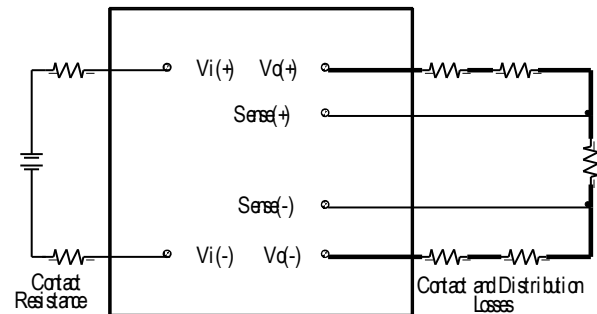 Vi(+) Vo(+)
Sense(+)
Sense(-)
Vi(-) Vo(-)
Contact
Resistance
Contact and Distribution
Losses